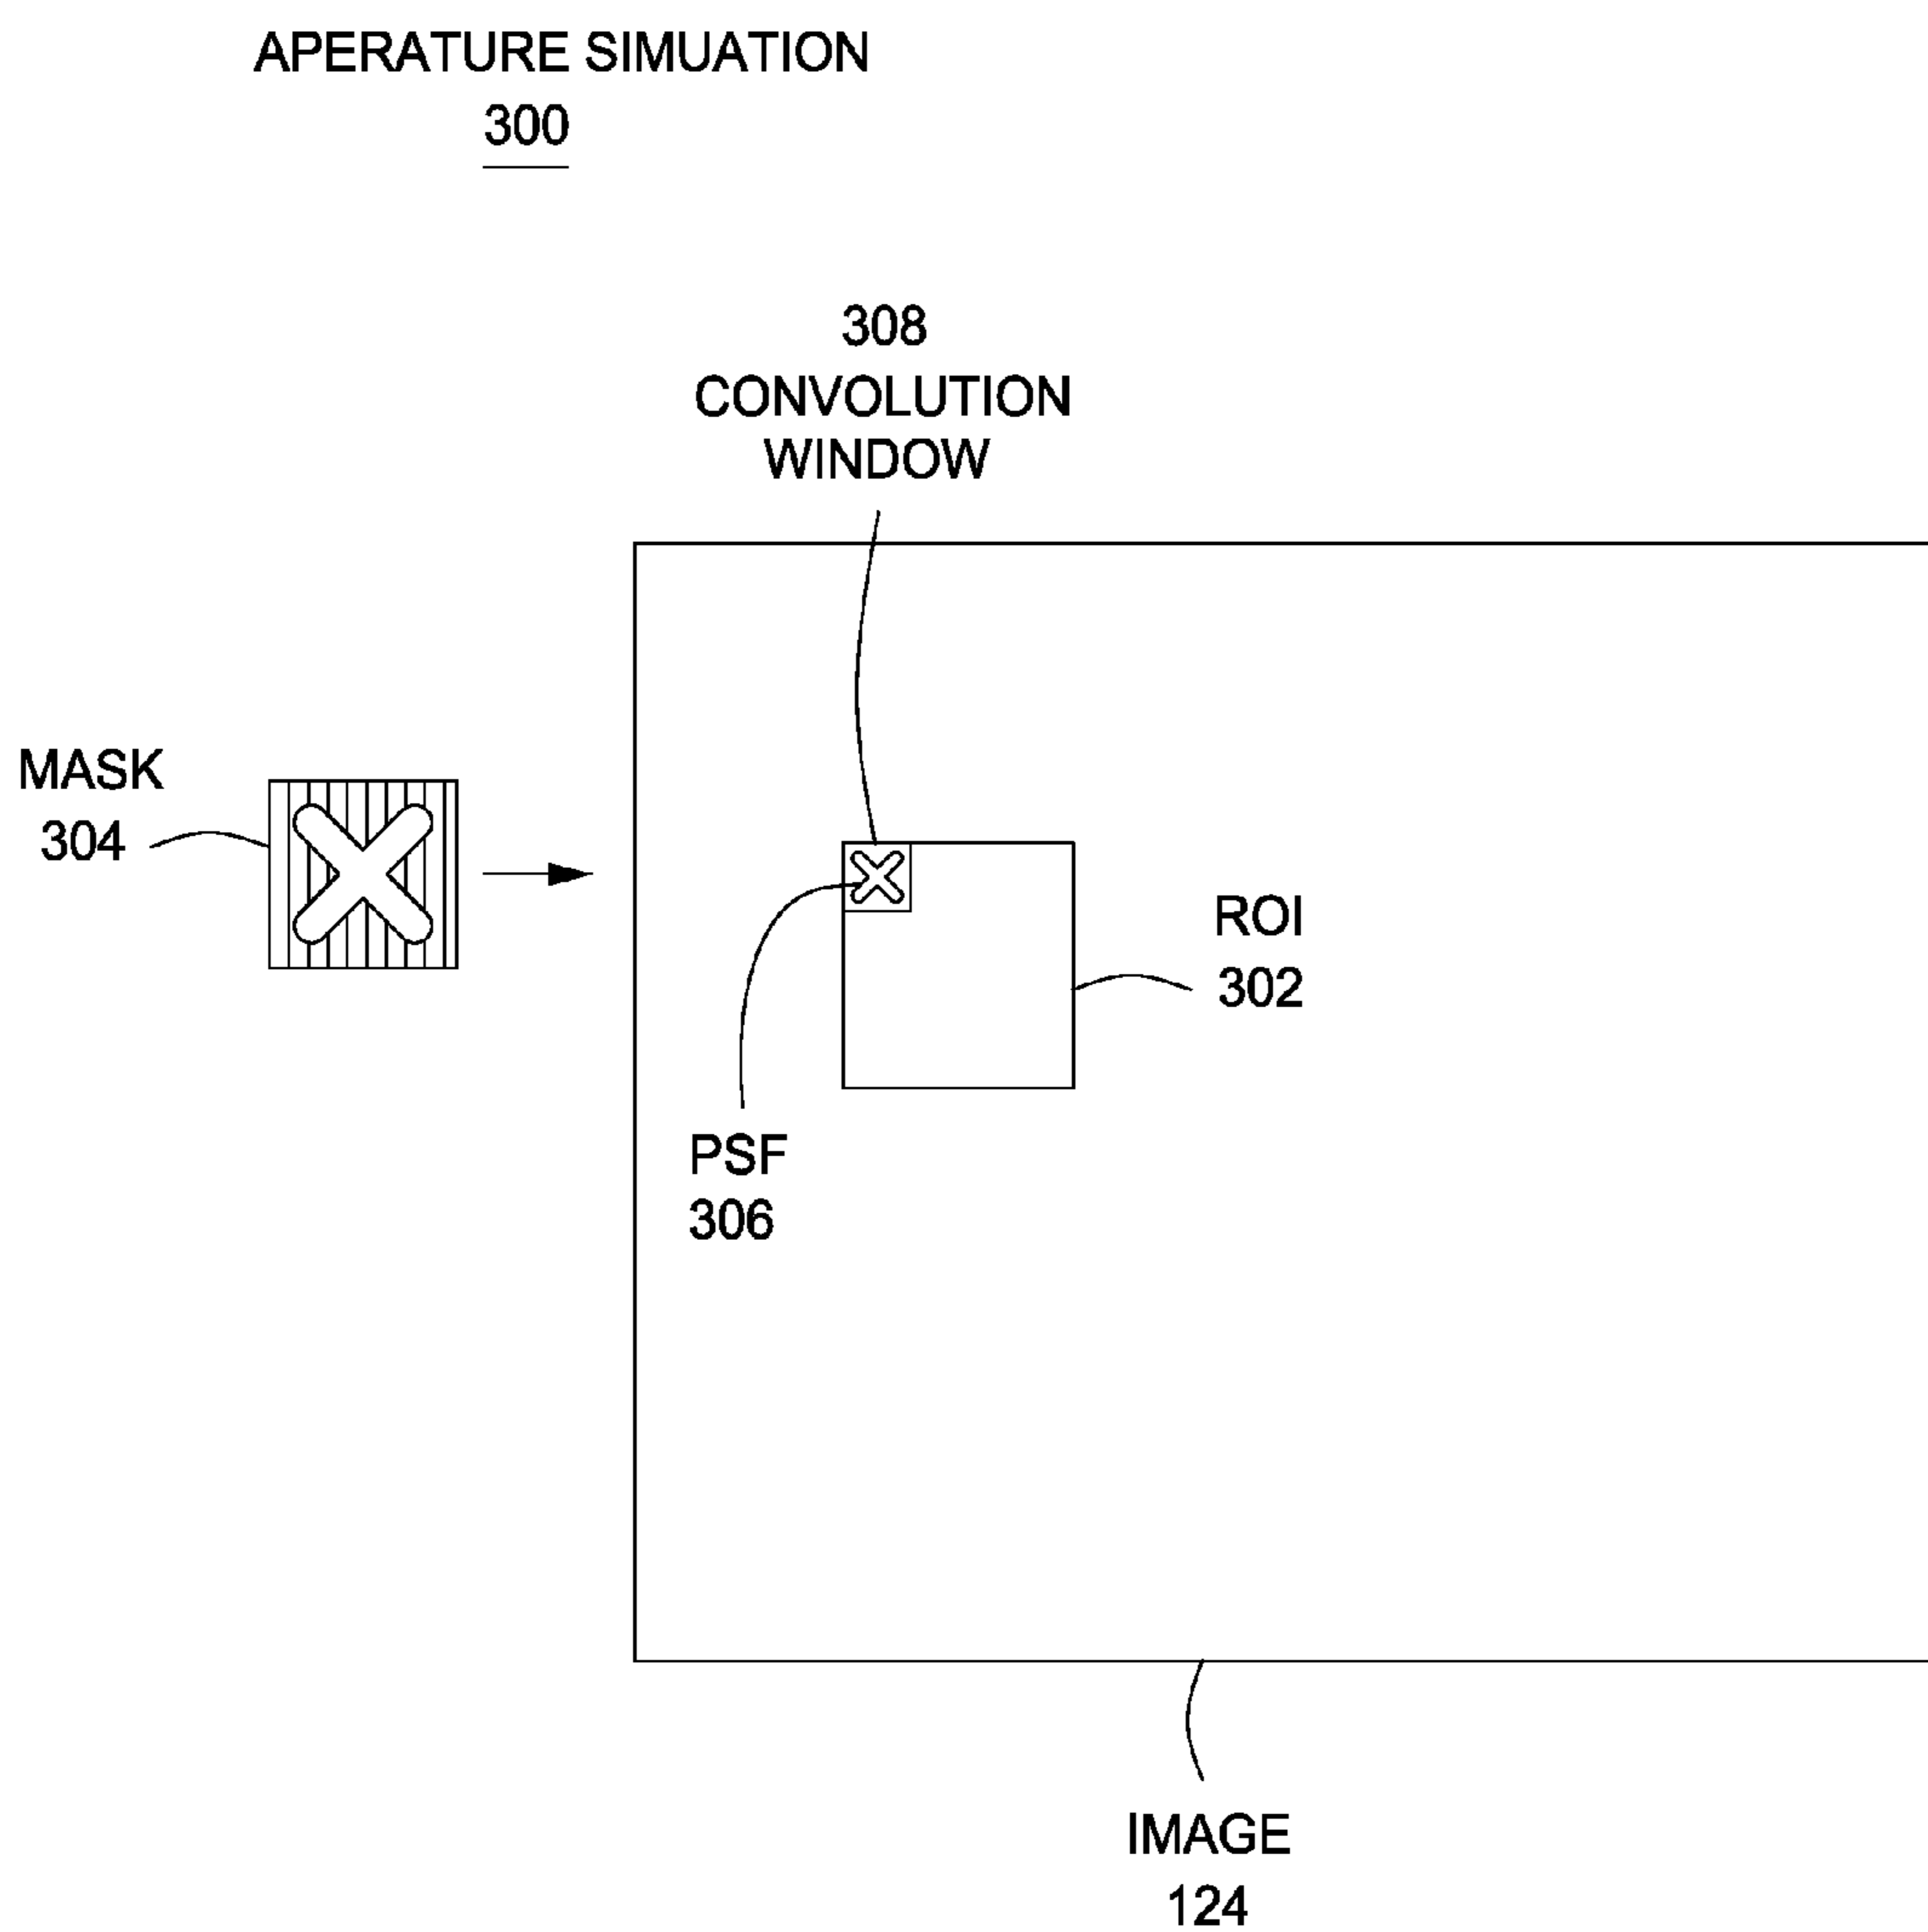 APERATURE SIMUATION
300
308
CONVOLUTION
WINDOW
MASK
304
ROI
302
PSF
306
IMAGE
124